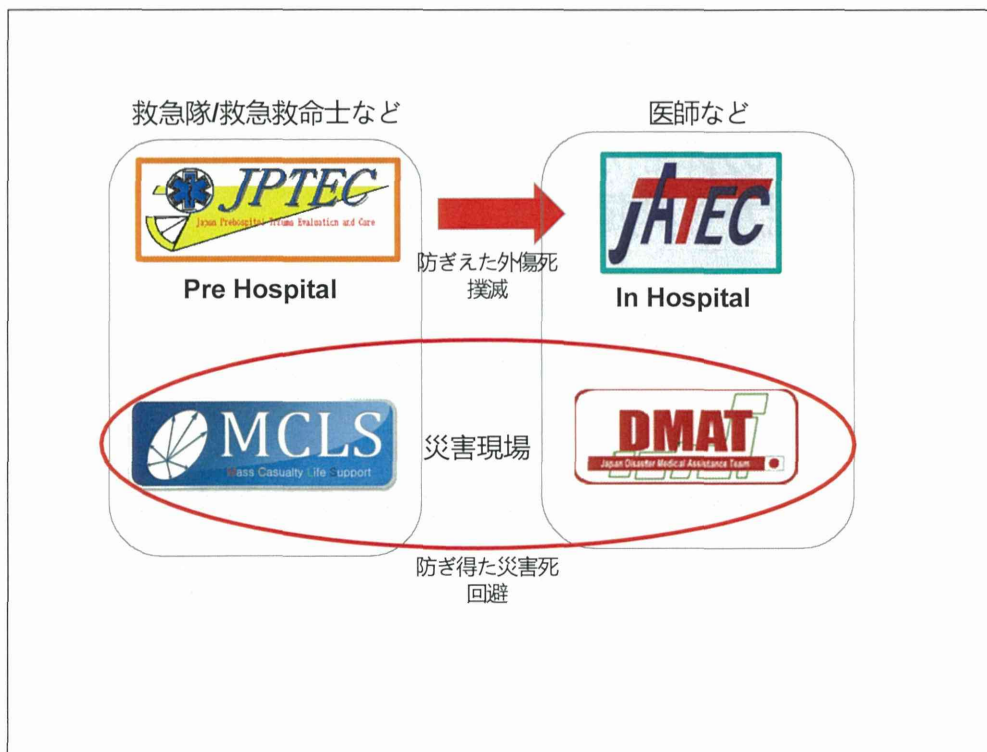 救急隊/救急救命士など
医師など
JPTEC
Japan Prehospital Trauma Evaluation and Care
JATEC
Pre Hospital
防ぎえた外傷死
撲滅
In Hospital
MCLS
Mass Casualty Life Support
災害現場
DMAT
Japan Disaster Medical Assistance Team
防ぎ得た災害死
回避